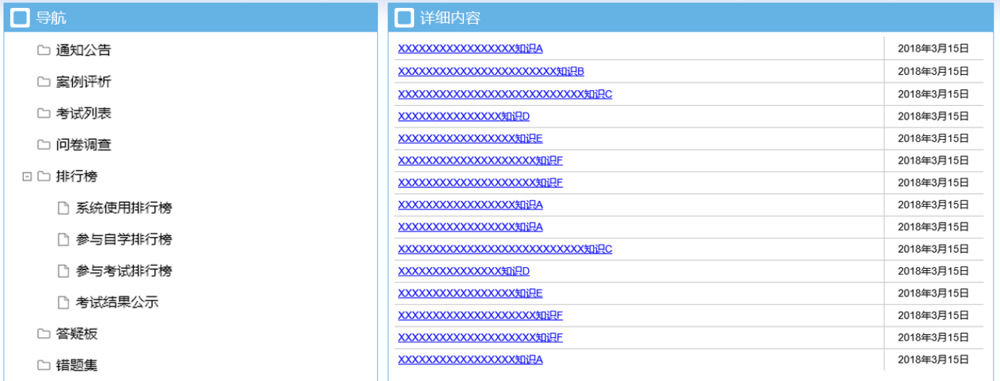 导航
通知公告
案例评析
考试列表
问卷调查
排行榜
系统使用排行榜
参与自学排行榜
参与考试排行榜
考试结果公示
答疑板
错题集
详细内容
XXXXXXXXXXXXXXXXX知识A 2018年3月15日
XXXXXXXXXXXXXXXXXXXXXXX知识B 2018年3月15日
XXXXXXXXXXXXXXXXXXXXXXXXXXX知识C 2018年3月15日
XXXXXXXXXXXXXXX知识D 2018年3月15日
XXXXXXXXXXXXXXXXX知识E 2018年3月15日
XXXXXXXXXXXXXXXXXXXX知识F 2018年3月15日
XXXXXXXXXXXXXXXXXXXX知识F 2018年3月15日
XXXXXXXXXXXXXXXXX知识A 2018年3月15日
XXXXXXXXXXXXXXXXX知识A 2018年3月15日
XXXXXXXXXXXXXXXXXXXXXXXXXXX知识C 2018年3月15日
XXXXXXXXXXXXXXX知识D 2018年3月15日
XXXXXXXXXXXXXXXXX知识E 2018年3月15日
XXXXXXXXXXXXXXXXXXXX知识F 2018年3月15日
XXXXXXXXXXXXXXXXXXXX知识F 2018年3月15日
XXXXXXXXXXXXXXXXX知识A 2018年3月15日